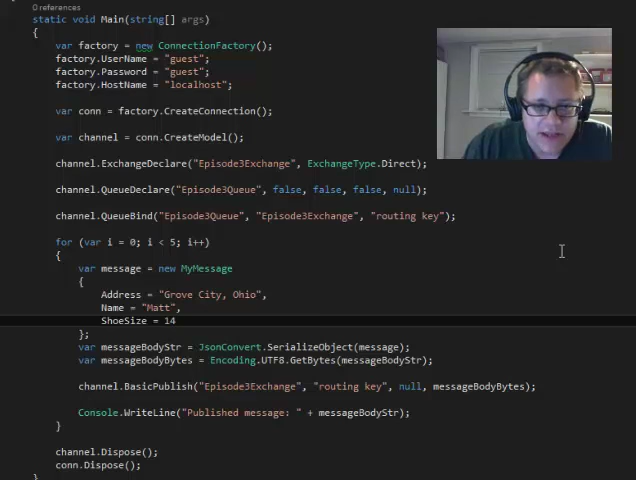 0 references
static void Main(string[] args)
{
var factory = new ConnectionFactory();
factory.UserName = "guest";
factory.Password = "guest";
factory.HostName = "localhost";
var conn = factory.CreateConnection();
var channel = conn.CreateModel();
channel.ExchangeDeclare("Episode3Exchange", ExchangeType.Direct);
channel.QueueDeclare("Episode3Queue", false, false, false, null);
channel.QueueBind("Episode3Queue", "Episode3Exchange", "routing key");
for (var i = 0; i < 5; i++)
{
var message = new MyMessage
{
Address = "Grove City, Ohio",
Name = "Matt",
ShoeSize = 14
};
var messageBodyStr = JsonConvert.SerializeObject(message);
var messageBodyBytes = Encoding.UTF8.GetBytes(messageBodyStr);
channel.BasicPublish("Episode3Exchange", "routing key", null, messageBodyBytes);
Console.WriteLine("Published message: " + messageBodyStr);
}
channel.Dispose();
conn.Dispose();
}